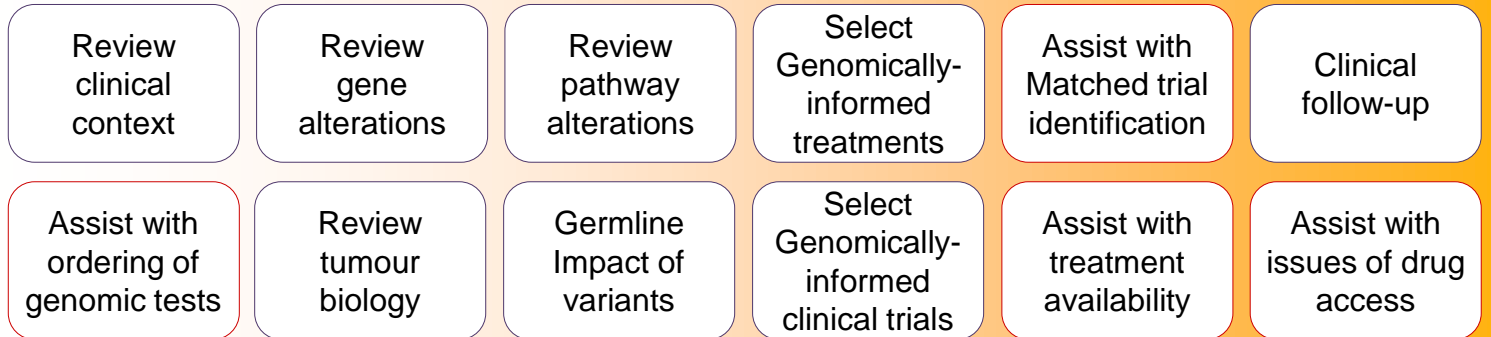 Review
clinical
context
Review
gene
alterations
Review
pathway
alterations
Select
Genomically-
informed
treatments
Assist with
Matched trial
identification
Clinical
follow-up
Assist with
ordering of
genomic tests
Review
tumour
biology
Germline
Impact of
variants
Select
Genomically-
informed
clinical trials
Assist with
treatment
availability
Assist with
issues of drug
access